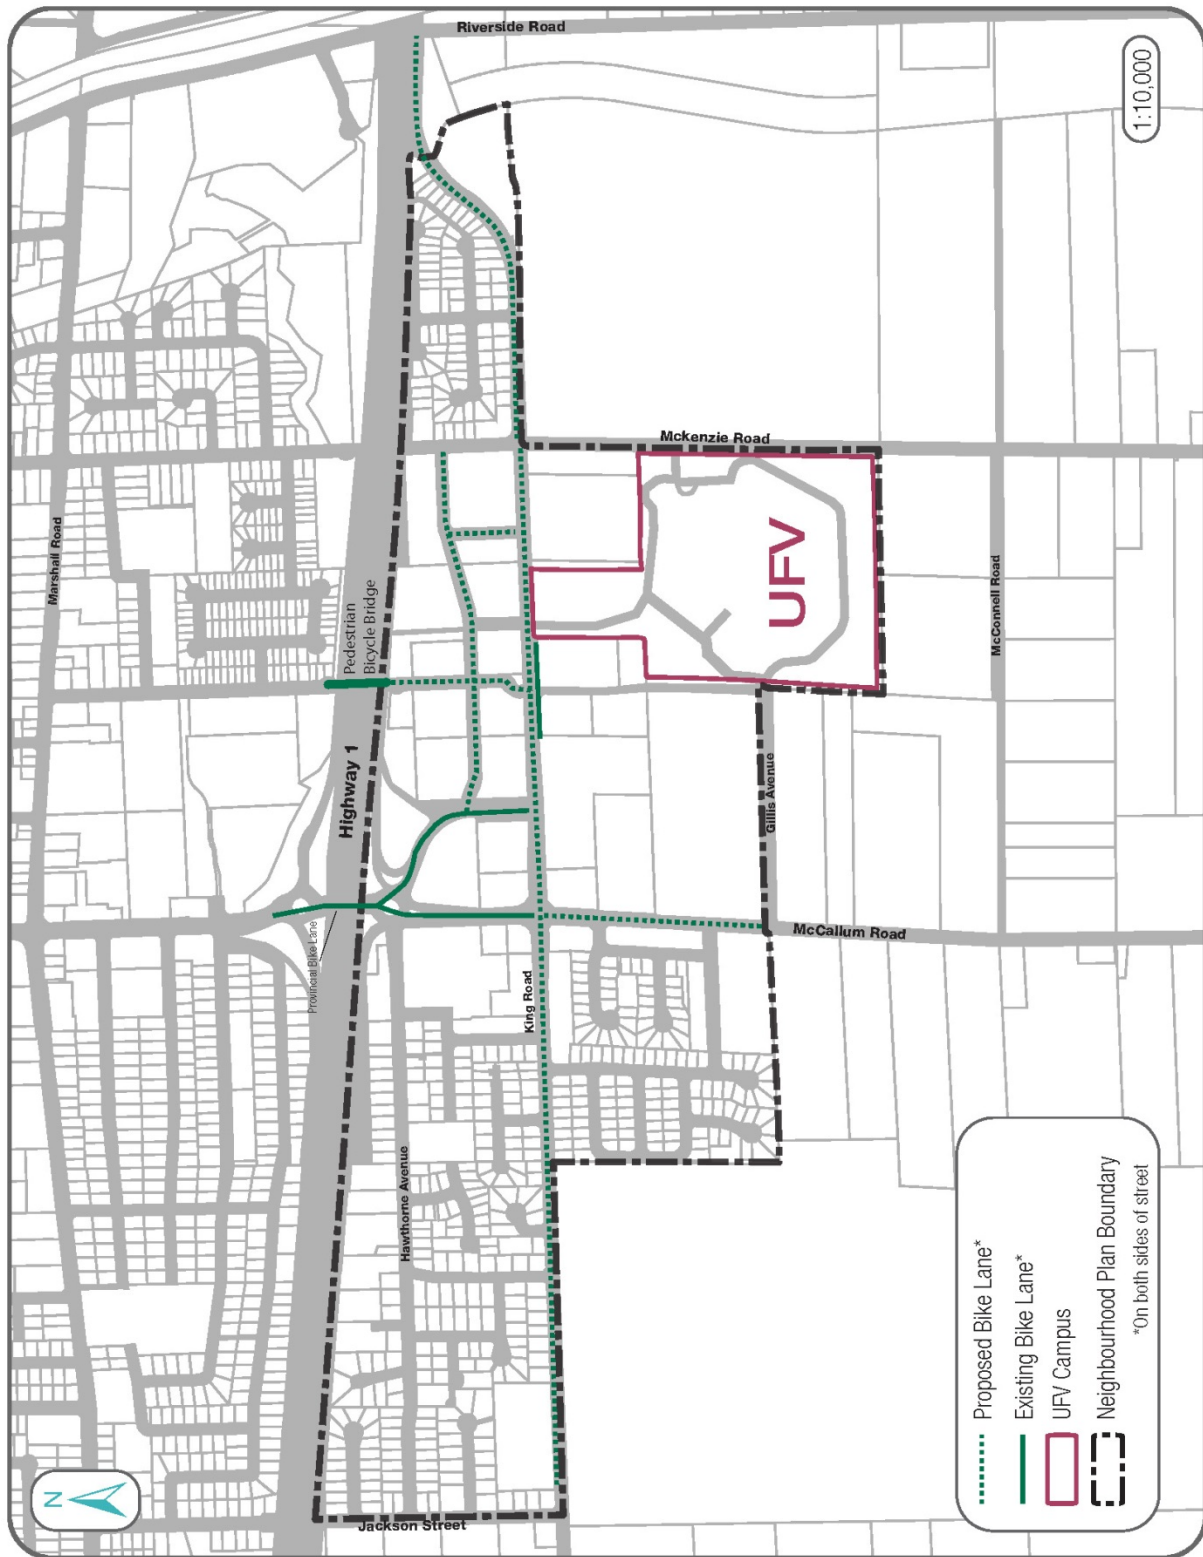 N
Marshall Road
Riverside Road
Highway 1
Pedestrian
Bicycle Bridge
Provincial Bike Lane
Hawthorne Avenue
King Road
Jackson Street
Mckenzie Road
UFV
Gillis Avenue
McCallum Road
McConnell Road
Proposed Bike Lane*
Existing Bike Lane*
UFV Campus
Neighbourhood Plan Boundary
*On both sides of street
1:10,000